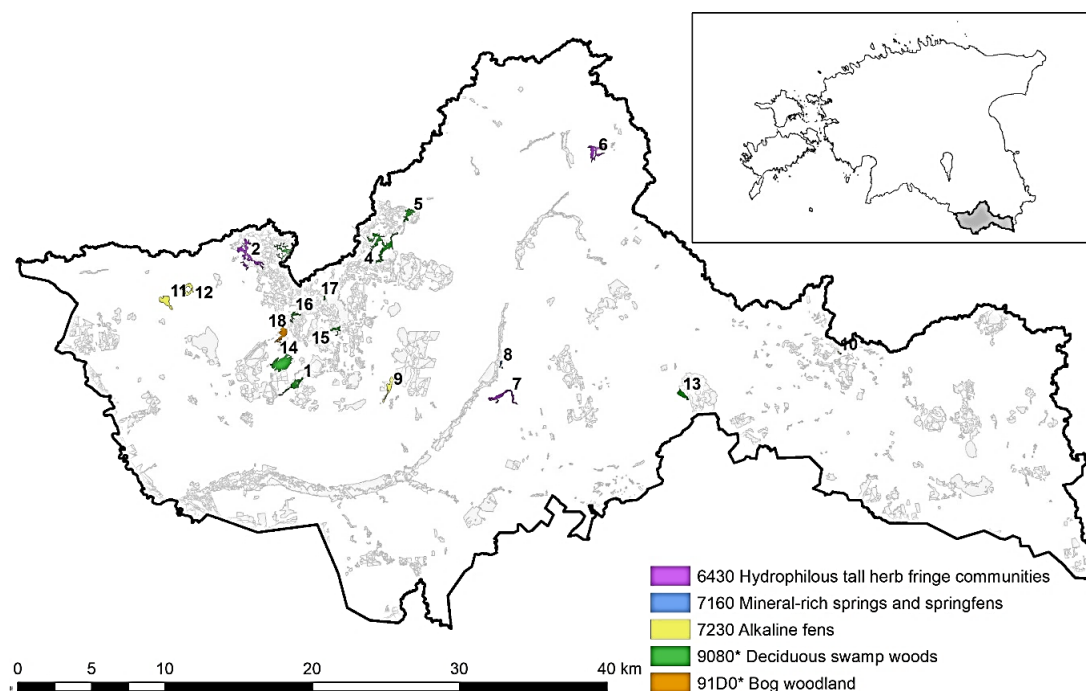 6
5
2
4
17
11
12
16
18
15
10
14
8
1
9
7
13
6430 Hydrophilous tall herb fringe communities
7160 Mineral-rich springs and springfens
7230 Alkaline fens
9080* Deciduous swamp woods
91D0* Bog woodland
0 5 10 20 30 40 km